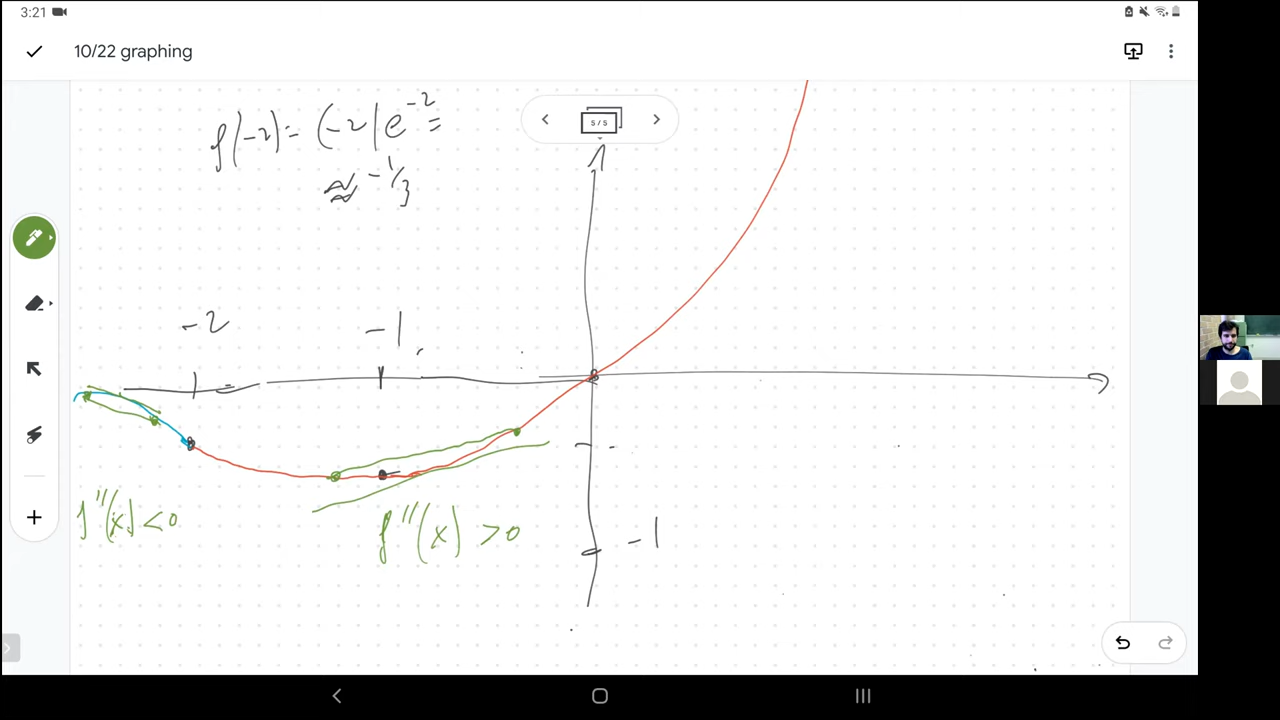 3:21
10/22 graphing
f(-2) = (-2)e^-2 =
≈ -1/3
5/5
-2
-1
f''(x) < 0
f''(x) > 0
-1